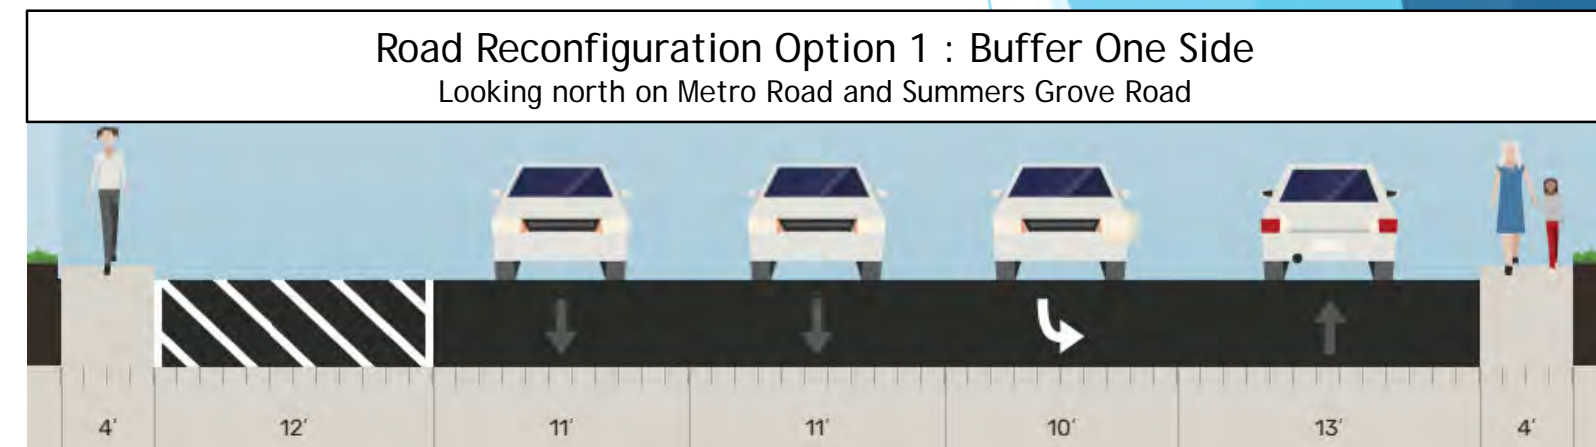 Road Reconfiguration Option 1 : Buffer One Side
Looking north on Metro Road and Summers Grove Road
4' 12' 11' 11' 10' 13' 4'